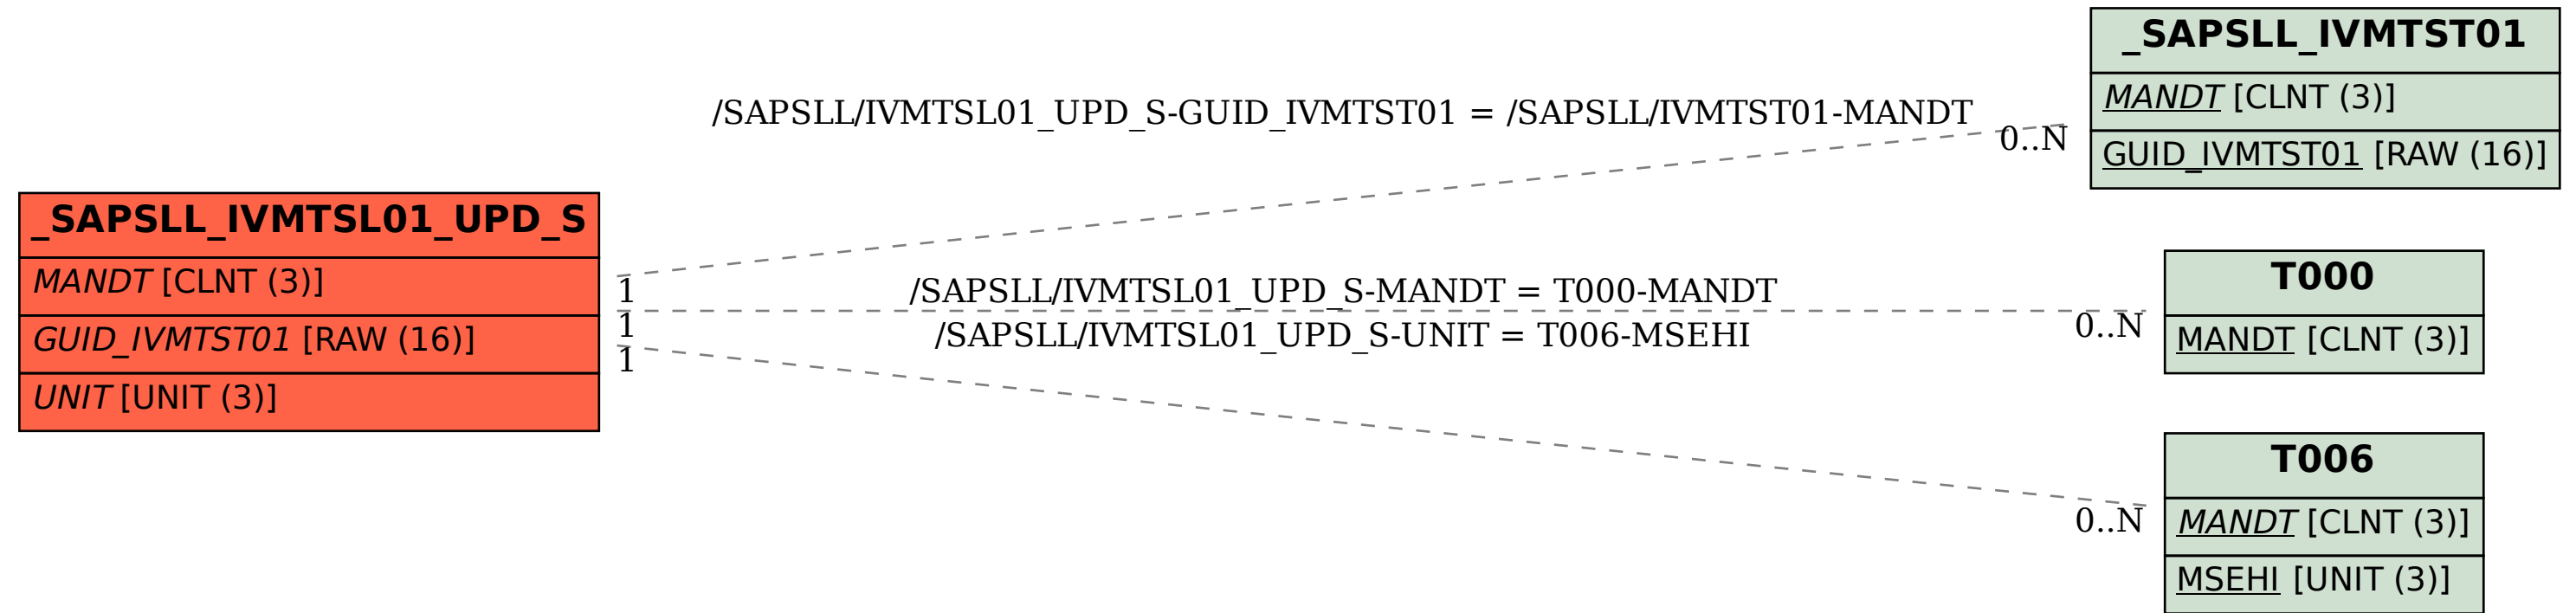 _SAPSLL_IVMTSL01_UPD_S
MANDT [CLNT (3)]
GUID_IVMTST01 [RAW (16)]
UNIT [UNIT (3)]
/SAPSLL/IVMTSL01_UPD_S-GUID_IVMTST01 = /SAPSLL/IVMTST01-MANDT
0..N
1
/SAPSLL/IVMTSL01_UPD_S-MANDT = T000-MANDT
0..N
1
/SAPSLL/IVMTSL01_UPD_S-UNIT = T006-MSEHI
1
0..N
_SAPSLL_IVMTST01
MANDT [CLNT (3)]
GUID_IVMTST01 [RAW (16)]
T000
MANDT [CLNT (3)]
T006
MANDT [CLNT (3)]
MSEHI [UNIT (3)]